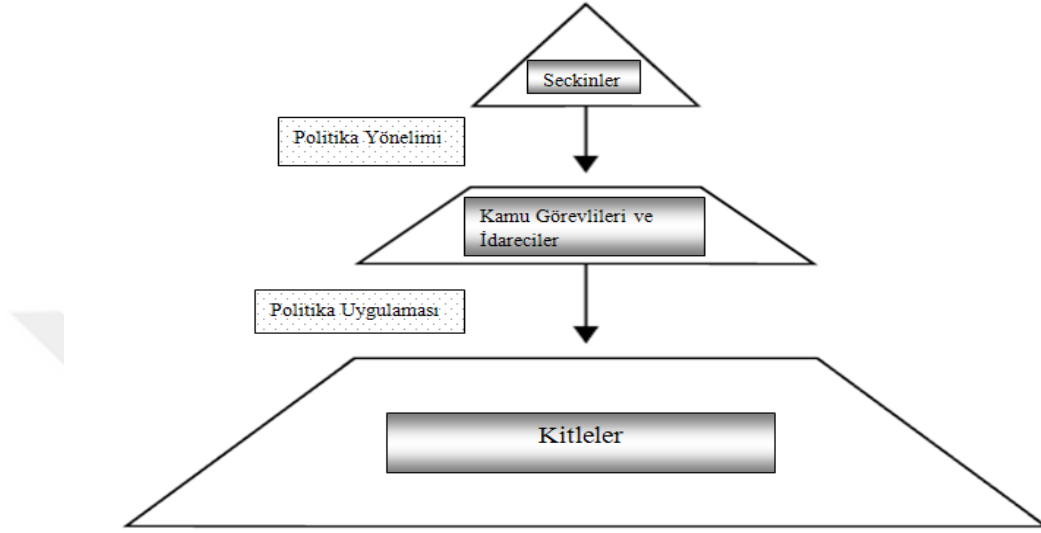 Seckinler
Politika Yönelimi
Kamu Görevlileri ve
İdareciler
Politika Uygulaması
Kitleler